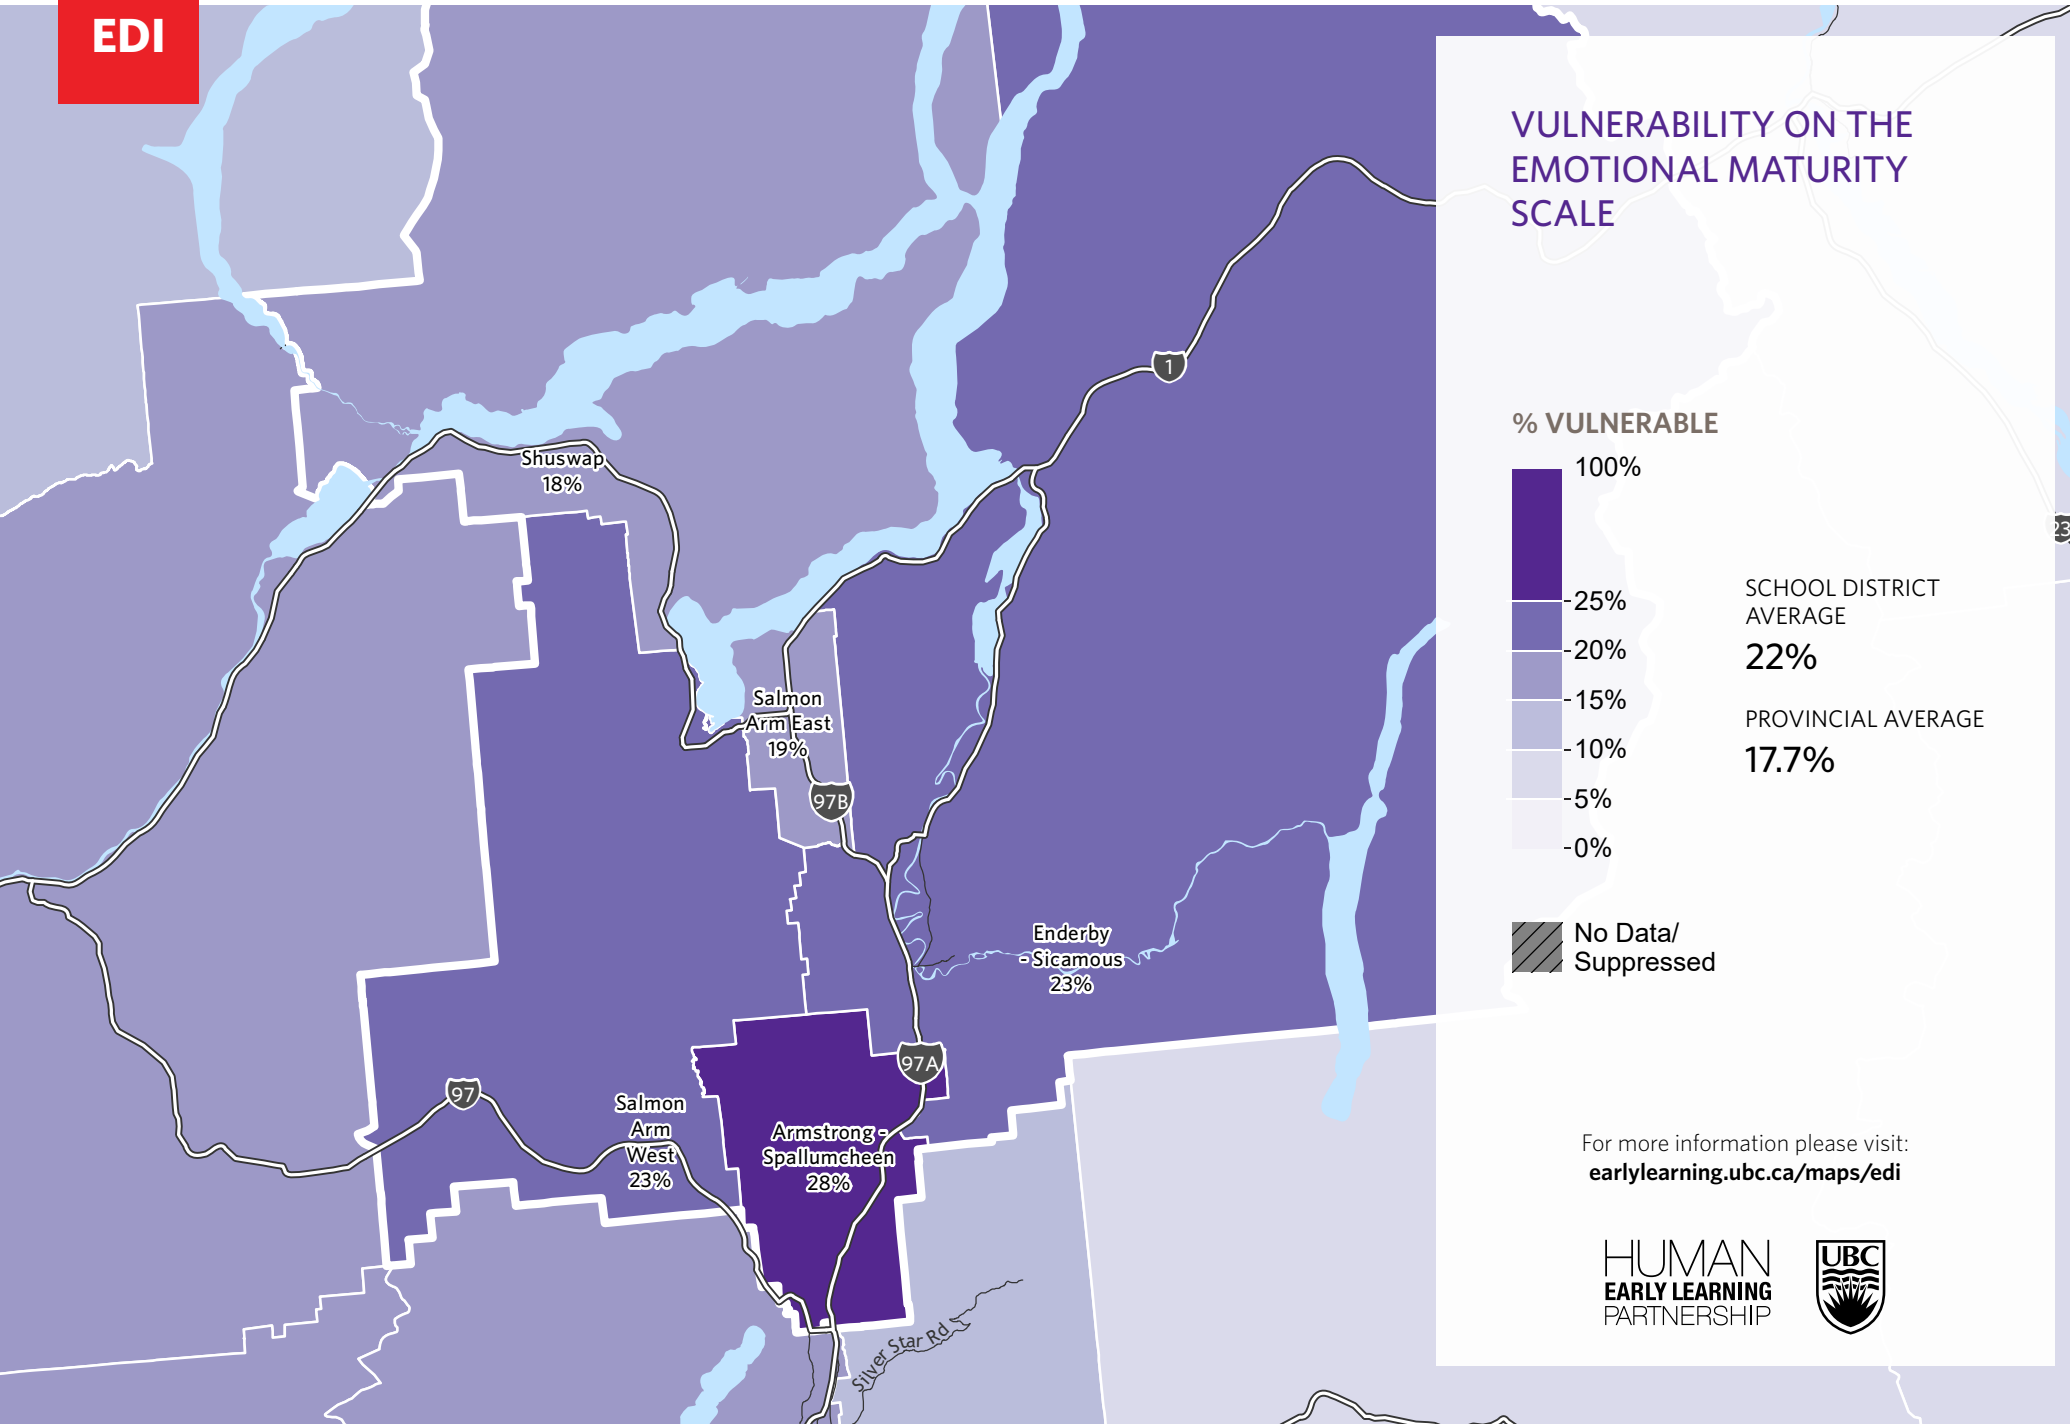 EDI
VULNERABILITY ON THE
EMOTIONAL MATURITY
SCALE
% VULNERABLE
100%
25%
20%
15%
10%
5%
0%
SCHOOL DISTRICT
AVERAGE
22%
PROVINCIAL AVERAGE
17.7%
No Data/
Suppressed
For more information please visit:
earlylearning.ubc.ca/maps/edi
HUMAN
EARLY LEARNING
PARTNERSHIP
UBC
1
23
Shuswap
18%
Salmon
Arm East
19%
97B
Enderby
- Sicamous
23%
97A
97
Salmon
Arm
West
23%
Armstrong -
Spallumcheen
28%
Silver Star Rd